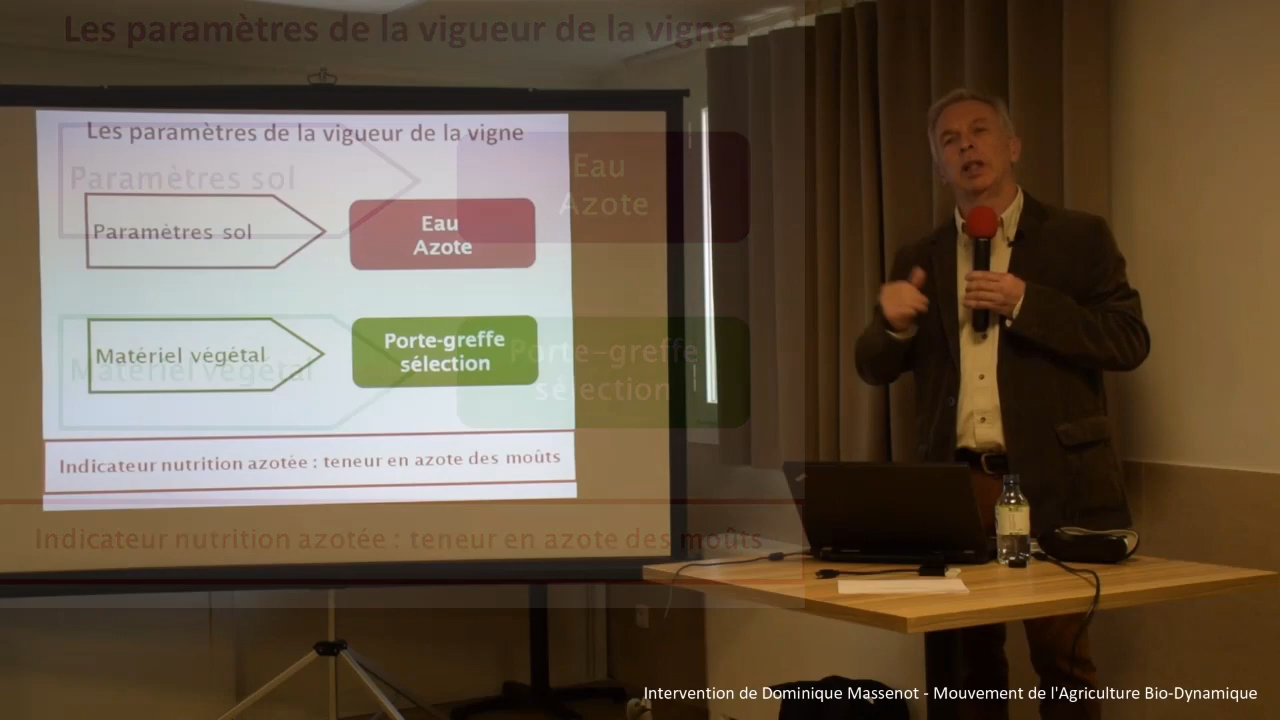 Les paramètres de la vigueur de la vigne
Les paramètres de la vigueur de la vigne
Paramètres sol
Eau
Azote
Paramètres sol
Eau
Azote
Matériel végétal
Porte-greffe
sélection
Matériel végétal
Porte-greffe
sélection
Indicateur nutrition azotée : teneur en azote des moûts
Indicateur nutrition azotée : teneur en azote des moûts
Intervention de Dominique Massenot - Mouvement de l'Agriculture Bio-Dynamique